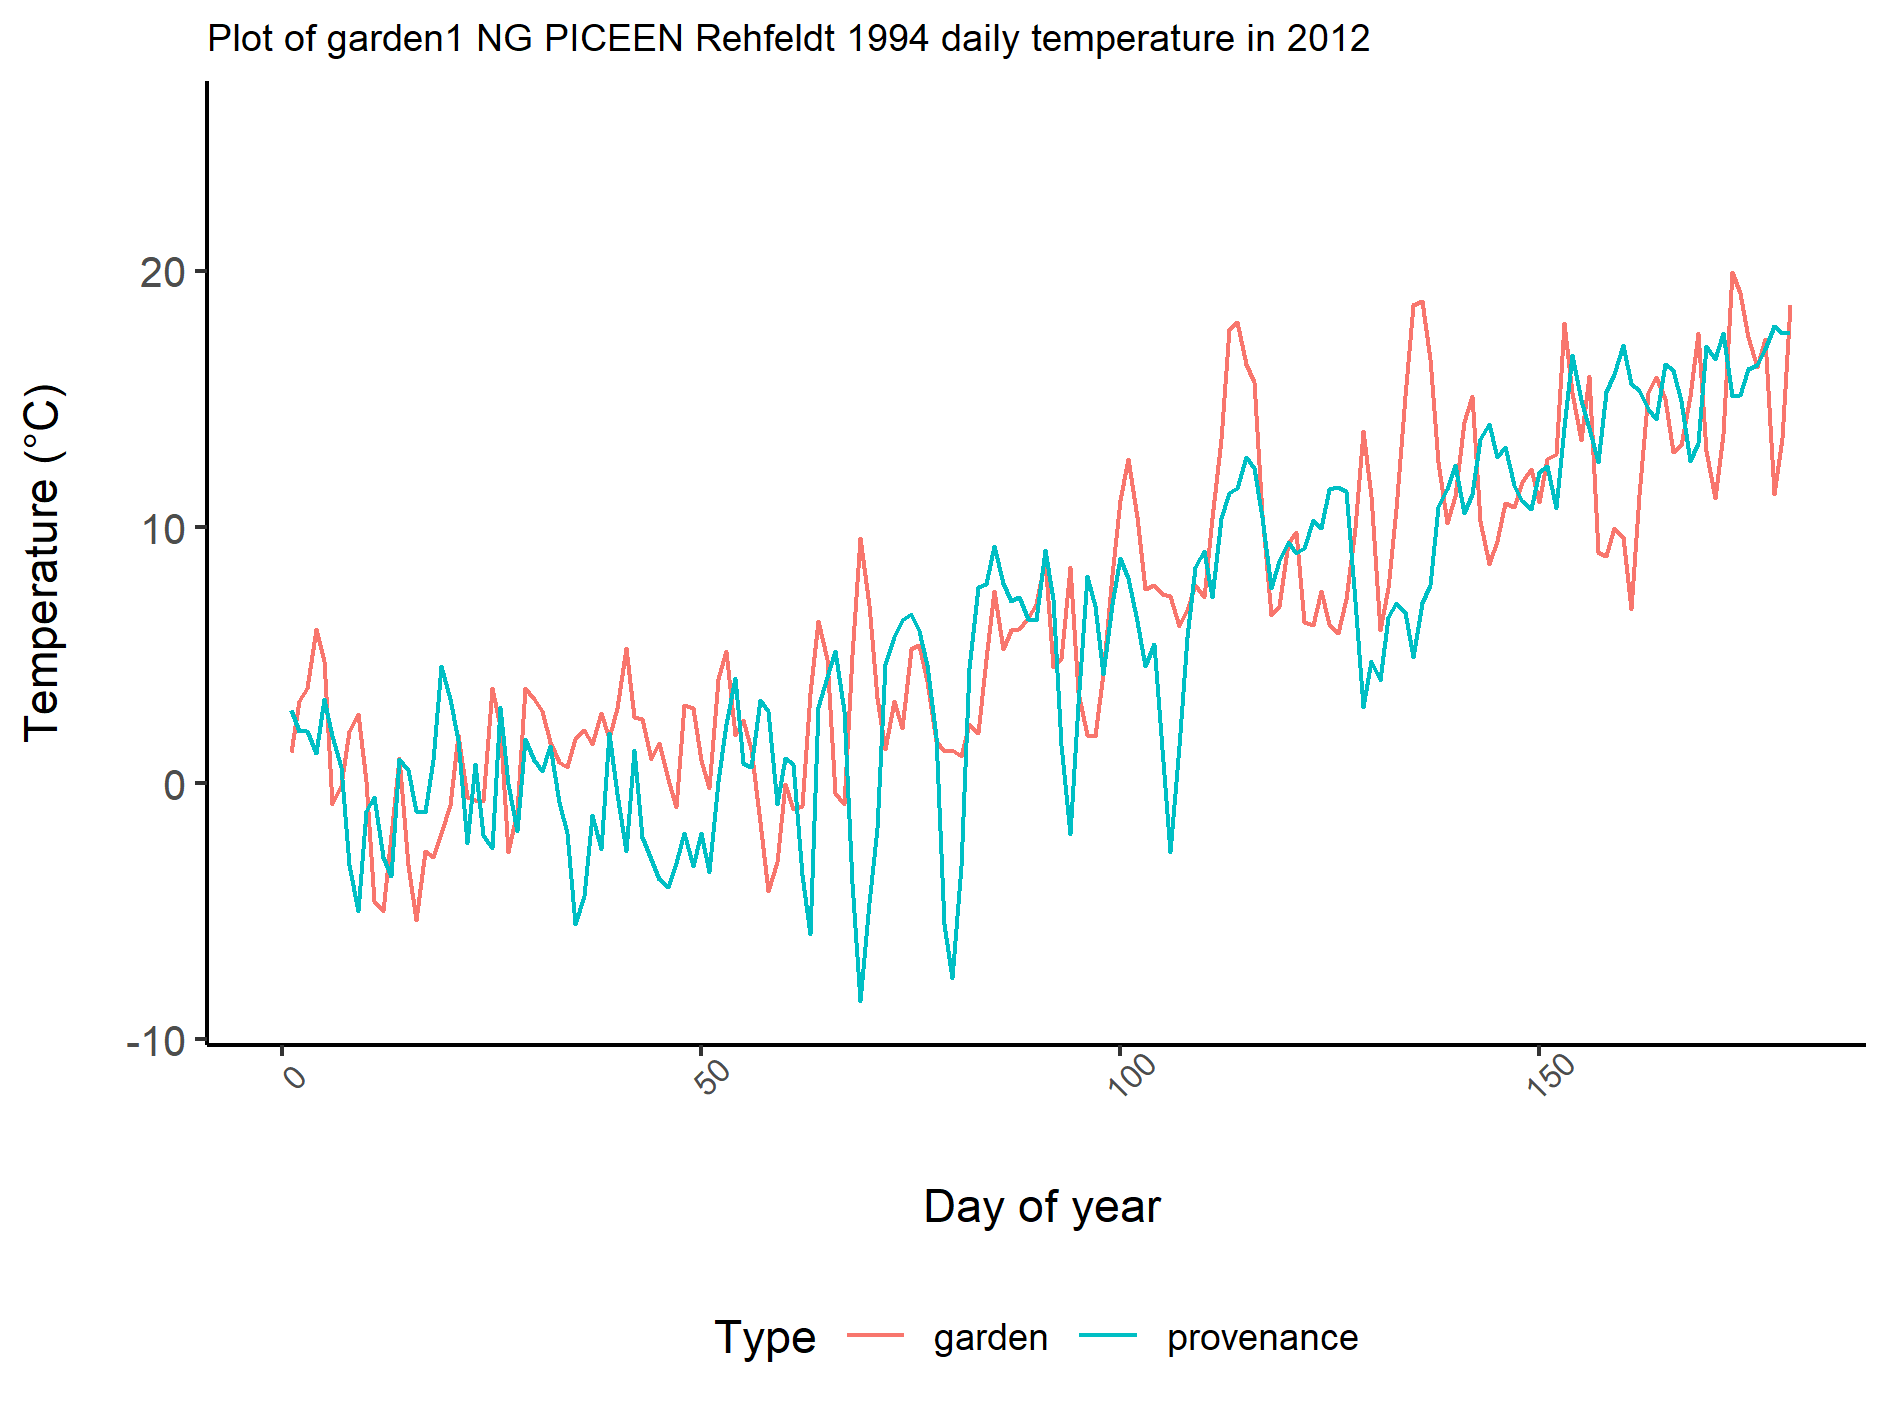 Plot of garden1 NG PICEEN Rehfeldt 1994 daily temperature in 2012
Temperature (°C)
20
10
0
-10
0
50
100
150
Day of year
Type garden provenance